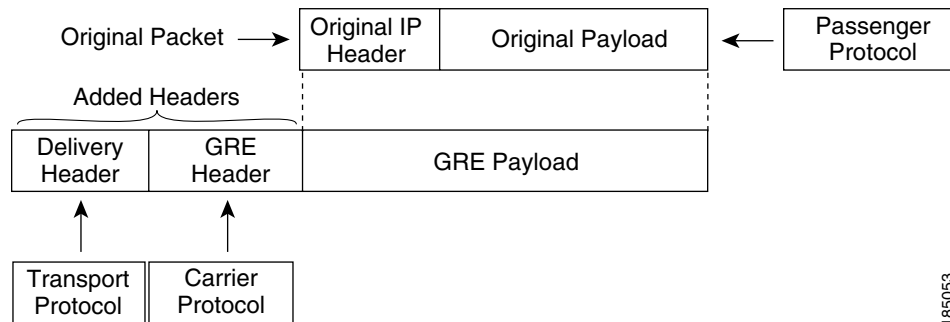 Original Packet
Original IP
Header
Original Payload
Passenger
Protocol
Added Headers
Delivery
Header
GRE
Header
GRE Payload
Transport
Protocol
Carrier
Protocol
185053